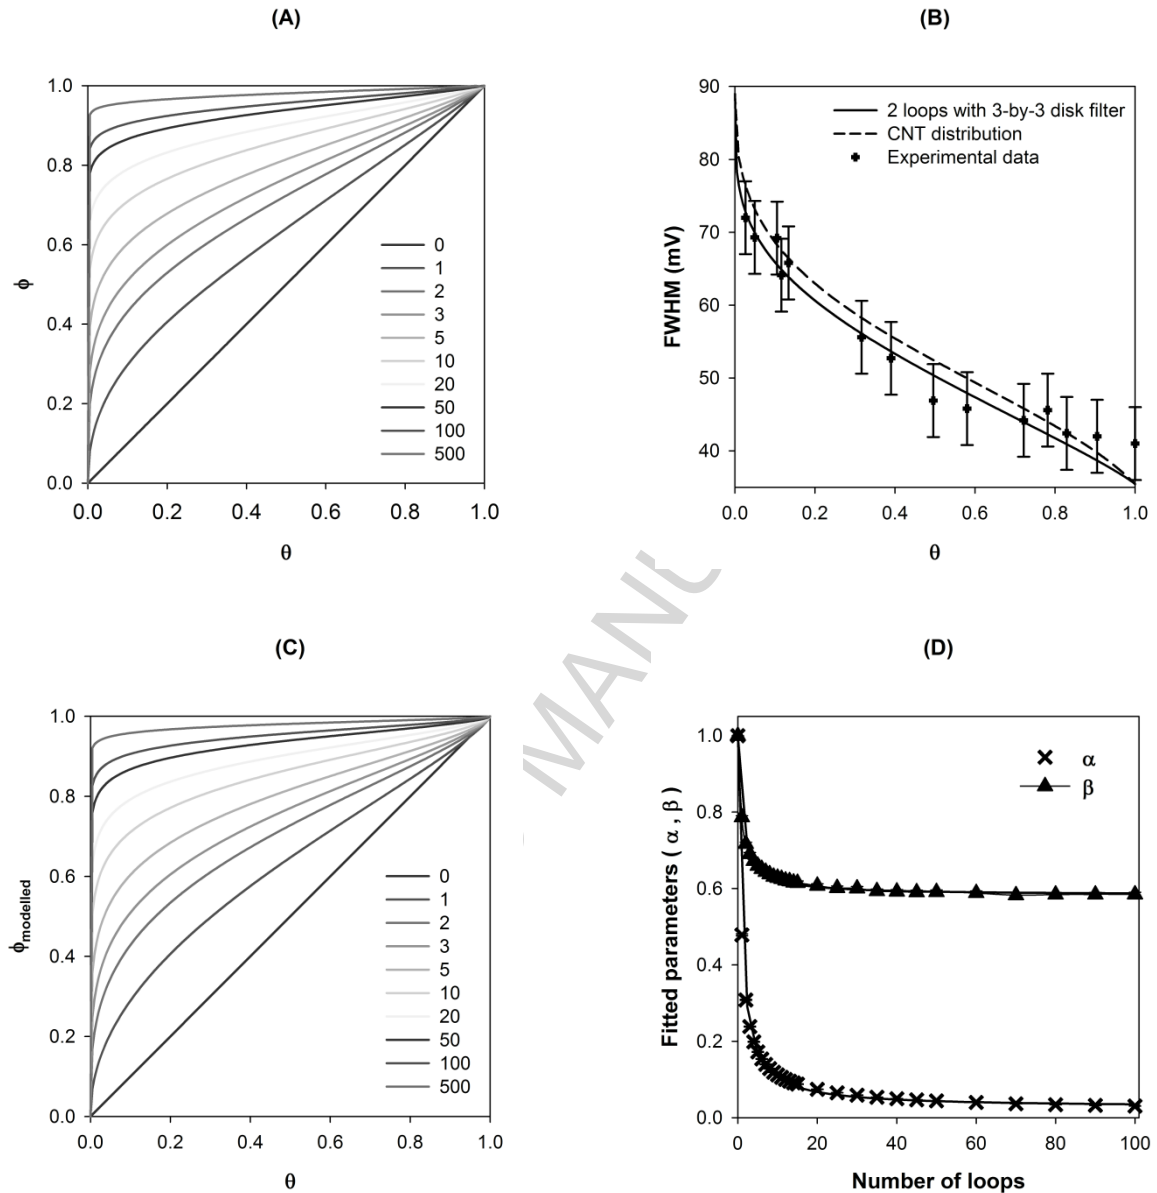 (A)
1.0
0.8
0.6
0.4
0.2
0.0
ϕ
0
1
2
3
5
10
20
50
100
500
0.0 0.2 0.4 0.6 0.8 1.0
θ
(B)
90
80
70
60
50
40
FWHM (mV)
2 loops with 3-by-3 disk filter
CNT distribution
Experimental data
0.0 0.2 0.4 0.6 0.8 1.0
θ
(C)
1.0
0.8
0.6
0.4
0.2
0.0
ϕmodelled
0
1
2
3
5
10
20
50
100
500
0.0 0.2 0.4 0.6 0.8 1.0
θ
(D)
1.0
0.8
0.6
0.4
0.2
0.0
Fitted parameters ( α , β )
α
β
0 20 40 60 80 100
Number of loops